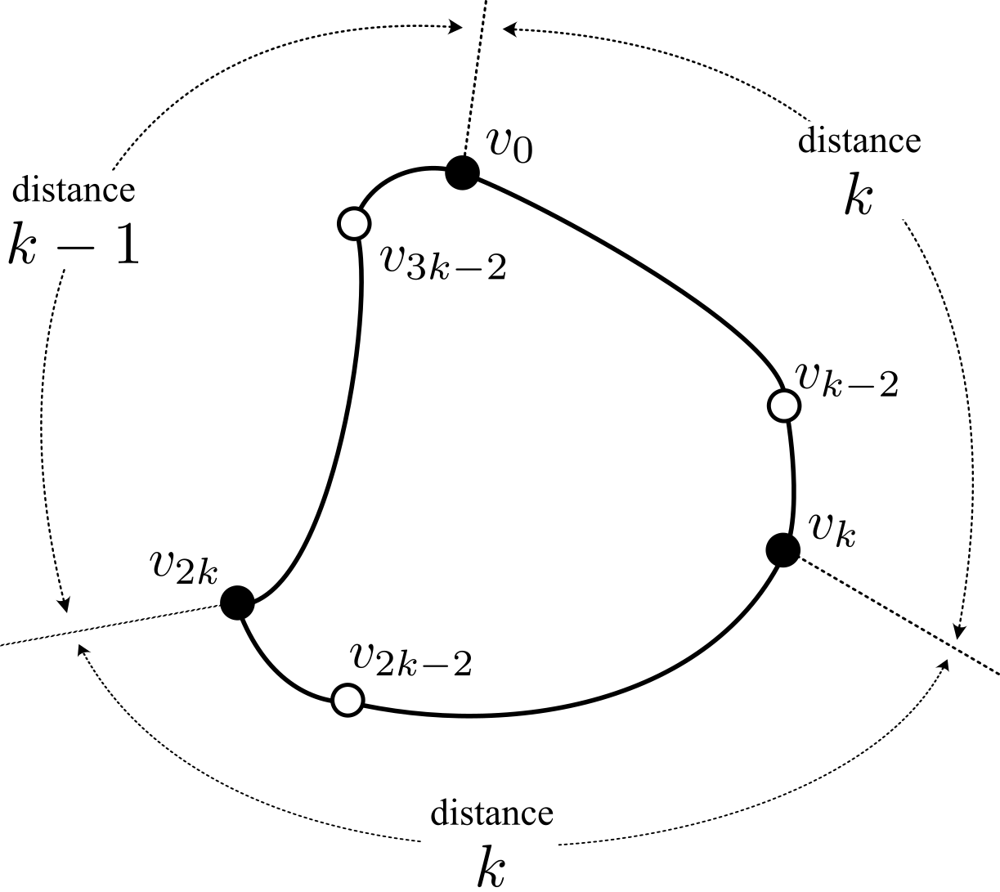 v₀
distance
k
distance
k − 1
v₃ₖ₋₂
vₖ₋₂
vₖ
v₂ₖ
v₂ₖ₋₂
distance
k